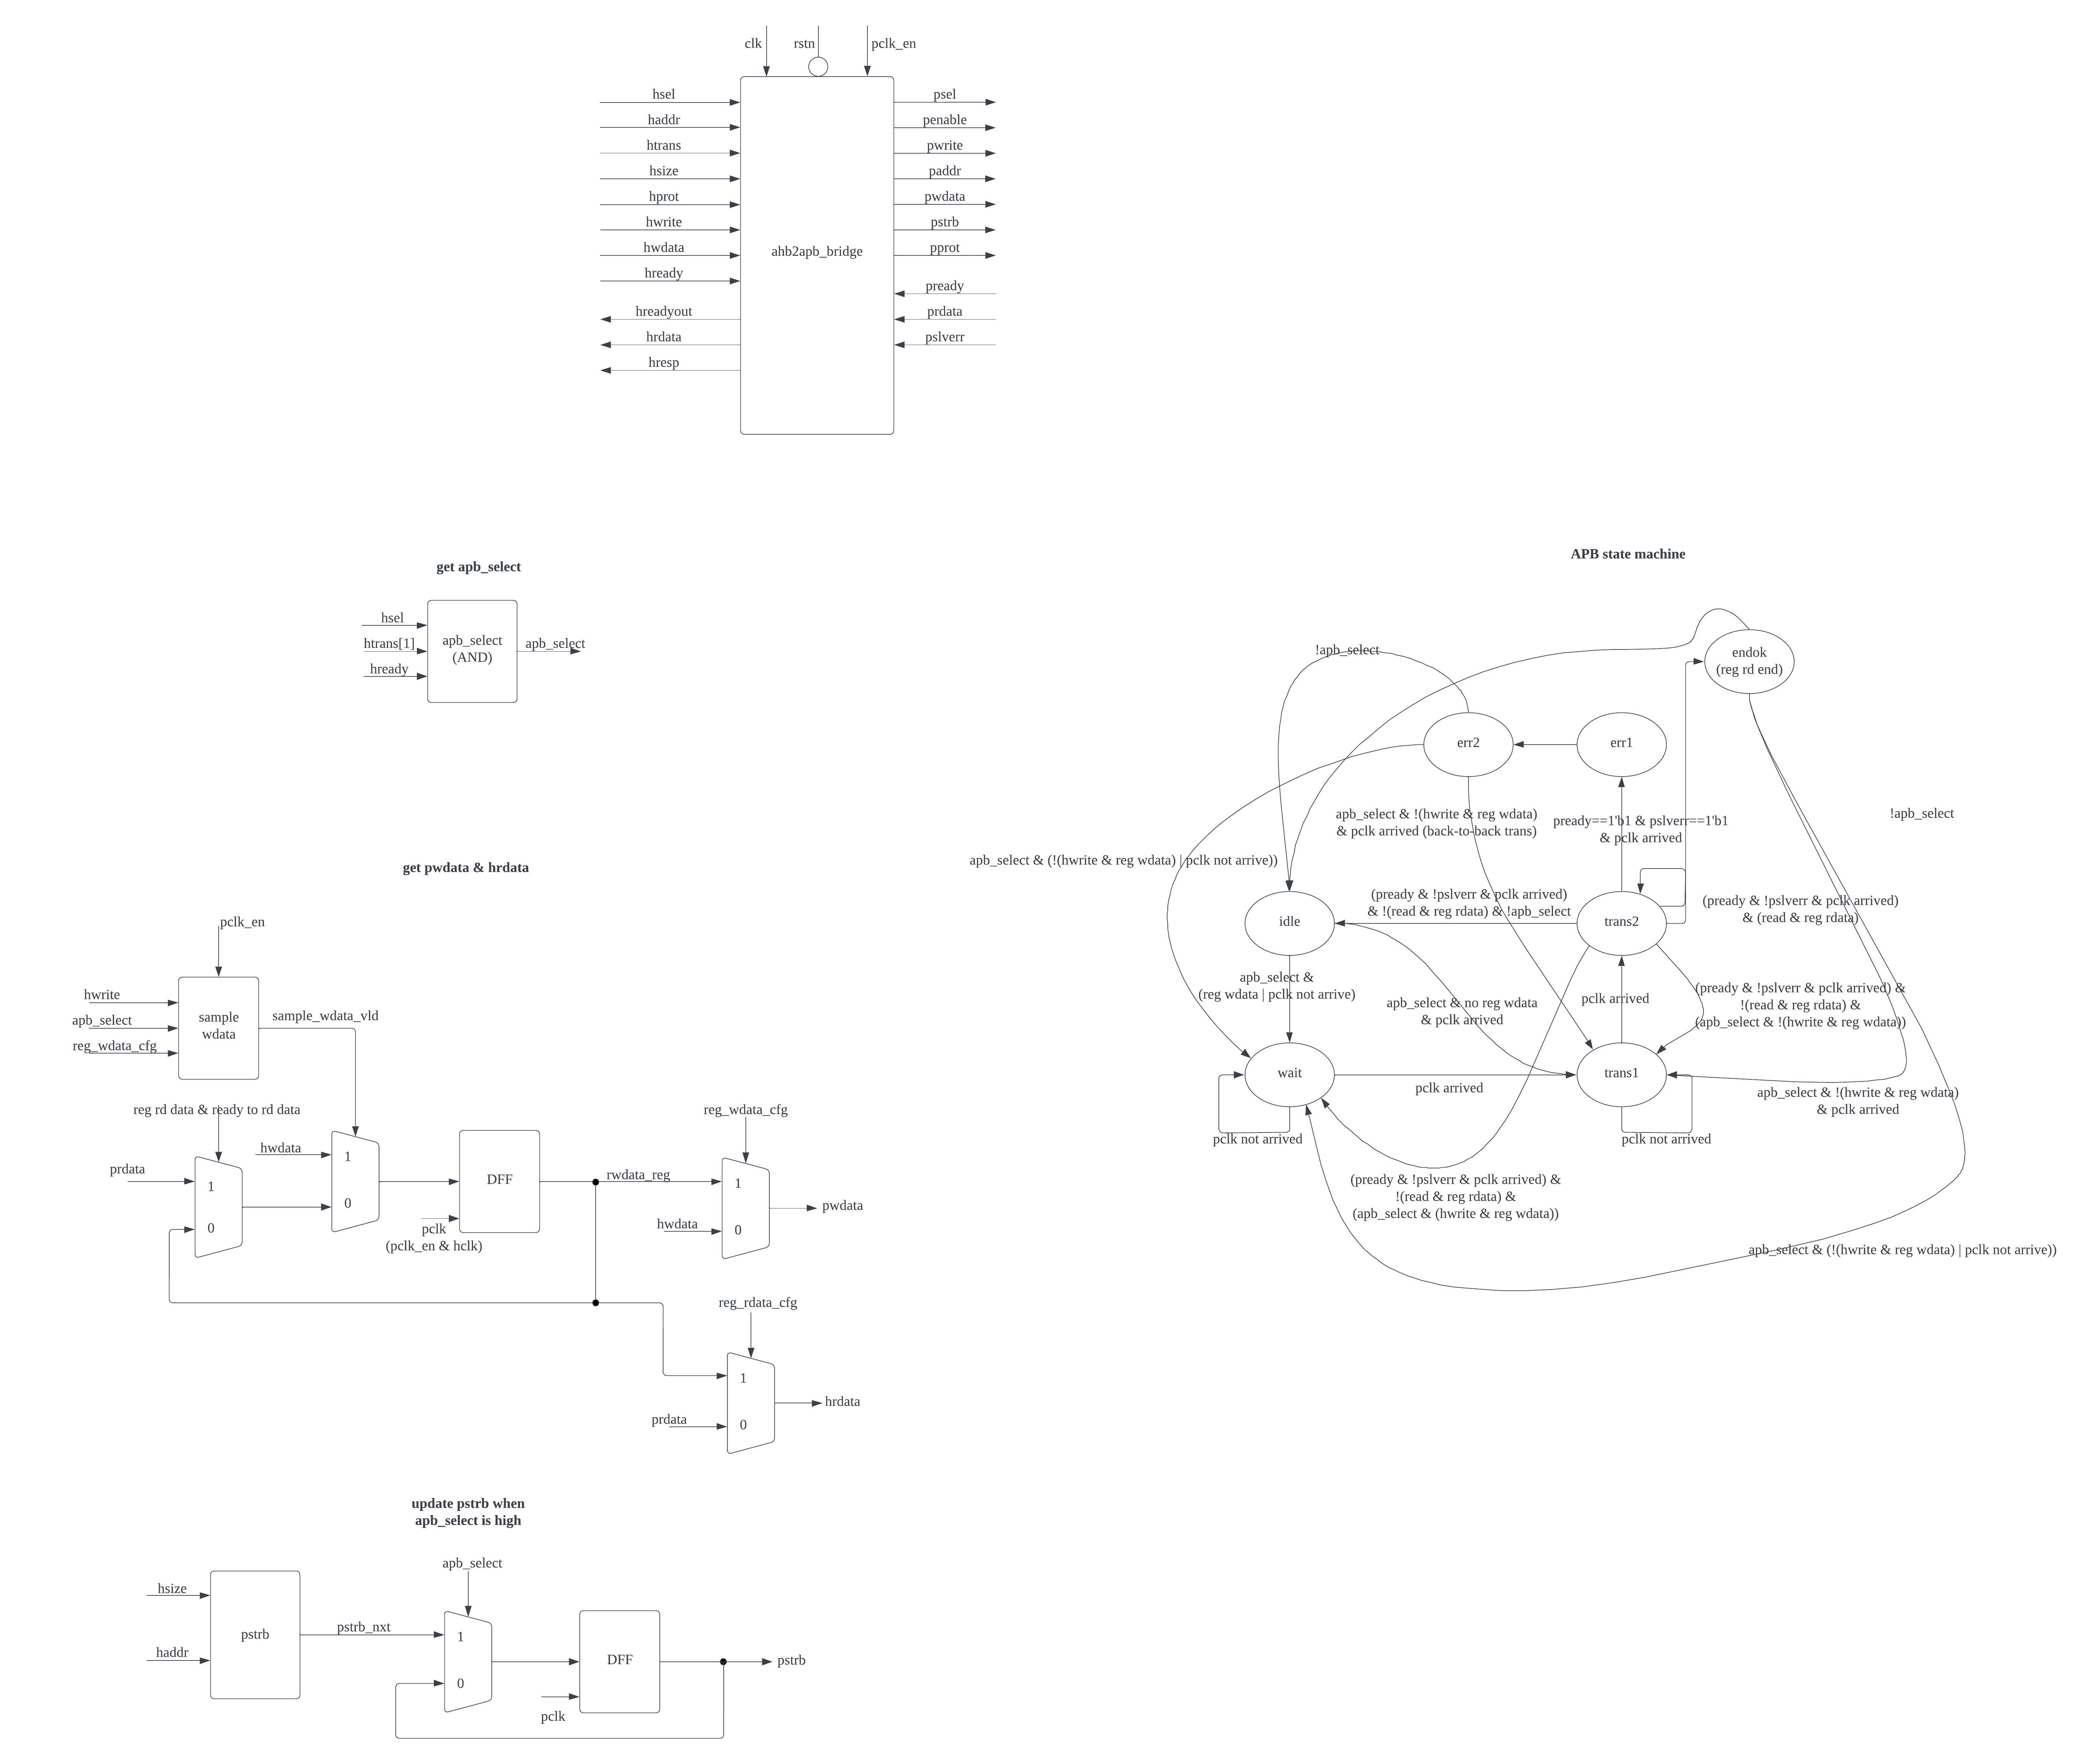 clk
rstn
pclk_en
hsel
haddr
htrans
hsize
hprot
hwrite
hwdata
hready
hreadyout
hrdata
hresp
ahb2apb_bridge
psel
penable
pwrite
paddr
pwdata
pstrb
pprot
pready
prdata
pslverr
get apb_select
hsel
htrans[1]
hready
apb_select
(AND)
apb_select
get pwdata & hrdata
pclk_en
hwrite
apb_select
reg_wdata_cfg
sample
wdata
sample_wdata_vld
reg rd data & ready to rd data
prdata
1
0
hwdata
1
0
DFF
pclk
(pclk_en & hclk)
rwdata_reg
reg_wdata_cfg
1
hwdata
0
pwdata
reg_rdata_cfg
1
prdata
0
hrdata
update pstrb when
apb_select is high
hsize
haddr
pstrb
pstrb_nxt
apb_select
1
0
DFF
pclk
pstrb
APB state machine
endok
(reg rd end)
!apb_select
err2
err1
!apb_select
apb_select & !(hwrite & reg wdata)
& pclk arrived (back-to-back trans)
pready==1'b1 & pslverr==1'b1
& pclk arrived
apb_select & (!(hwrite & reg wdata) | pclk not arrive))
(pready & !pslverr & pclk arrived)
& !(read & reg rdata) & !apb_select
(pready & !pslverr & pclk arrived)
& (read & reg rdata)
idle
trans2
apb_select &
(reg wdata | pclk not arrive)
apb_select & no reg wdata
& pclk arrived
pclk arrived
(pready & !pslverr & pclk arrived) &
!(read & reg rdata) &
(apb_select & !(hwrite & reg wdata))
wait
pclk arrived
trans1
apb_select & !(hwrite & reg wdata)
& pclk arrived
pclk not arrived
pclk not arrived
(pready & !pslverr & pclk arrived) &
!(read & reg rdata) &
(apb_select & (hwrite & reg wdata))
apb_select & (!(hwrite & reg wdata) | pclk not arrive))